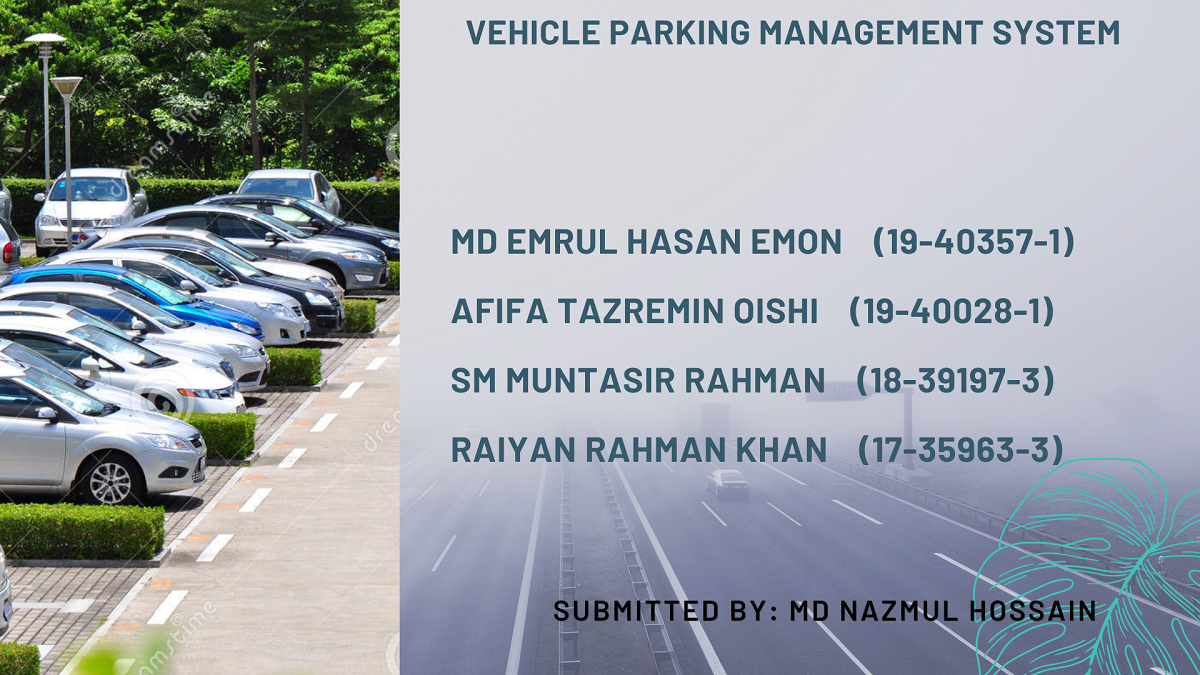 VEHICLE PARKING MANAGEMENT SYSTEM
MD EMRUL HASAN EMON (19-40357-1)
AFIFA TAZREMIN OISHI (19-40028-1)
SM MUNTASIR RAHMAN (18-39197-3)
RAIYAN RAHMAN KHAN (17-35963-3)
SUBMITTED BY: MD NAZMUL HOSSAIN